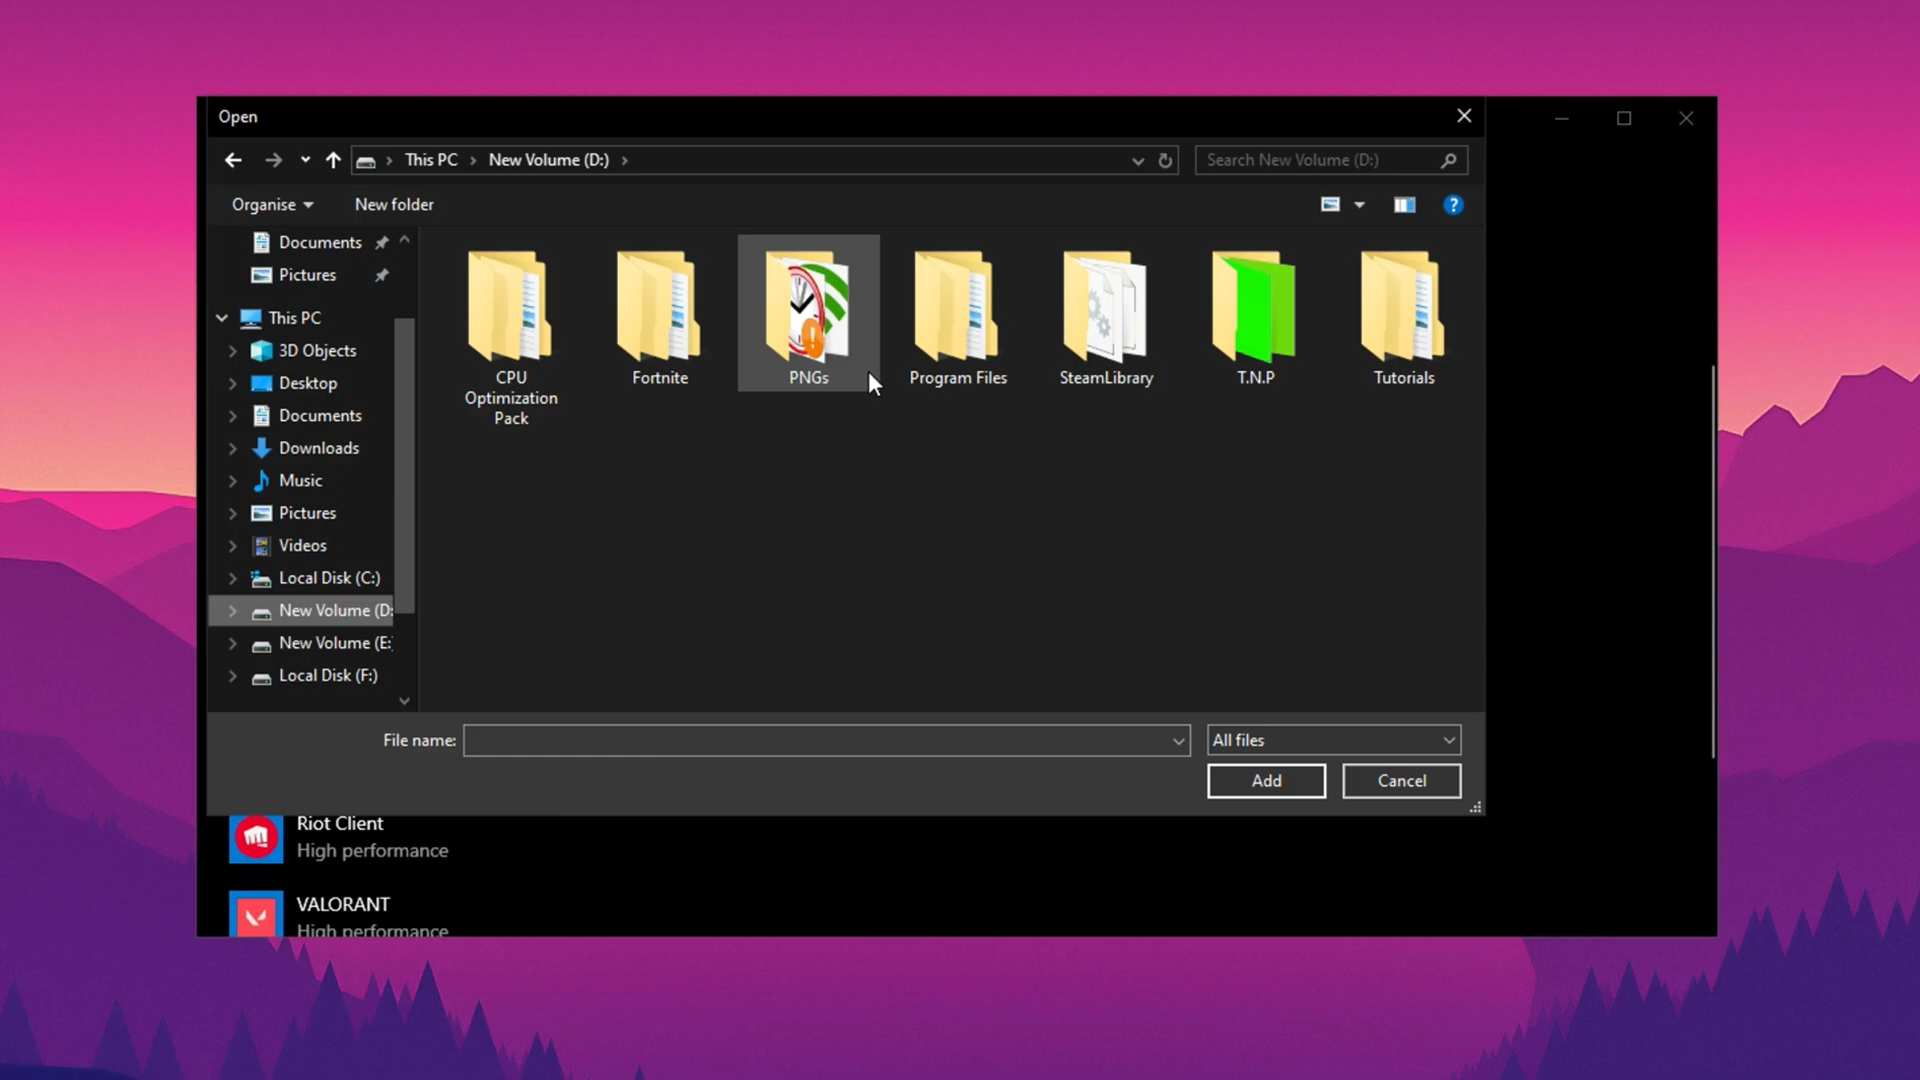 Open
This PC
New Volume (D:)
Search New Volume (D:)
Organise
New folder
Documents
Pictures
This PC
3D Objects
Desktop
Documents
Downloads
Music
Pictures
Videos
Local Disk (C:)
New Volume (D:
New Volume (E:
Local Disk (F:)
CPU
Optimization
Pack
Fortnite
PNGs
Program Files
SteamLibrary
T.N.P
Tutorials
File name:
All files
Add
Cancel
Riot Client
High performance
VALORANT
High performance